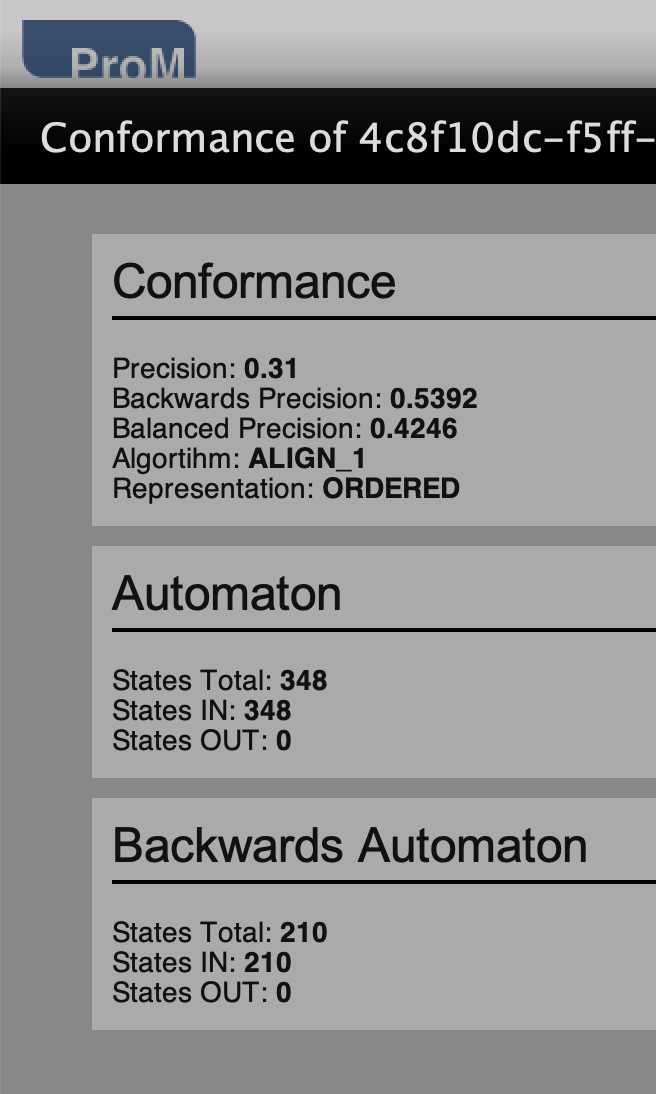 ProM
Conformance of 4c8f10dc-f5ff-
Conformance
Precision: 0.31
Backwards Precision: 0.5392
Balanced Precision: 0.4246
Algortihm: ALIGN_1
Representation: ORDERED
Automaton
States Total: 348
States IN: 348
States OUT: 0
Backwards Automaton
States Total: 210
States IN: 210
States OUT: 0